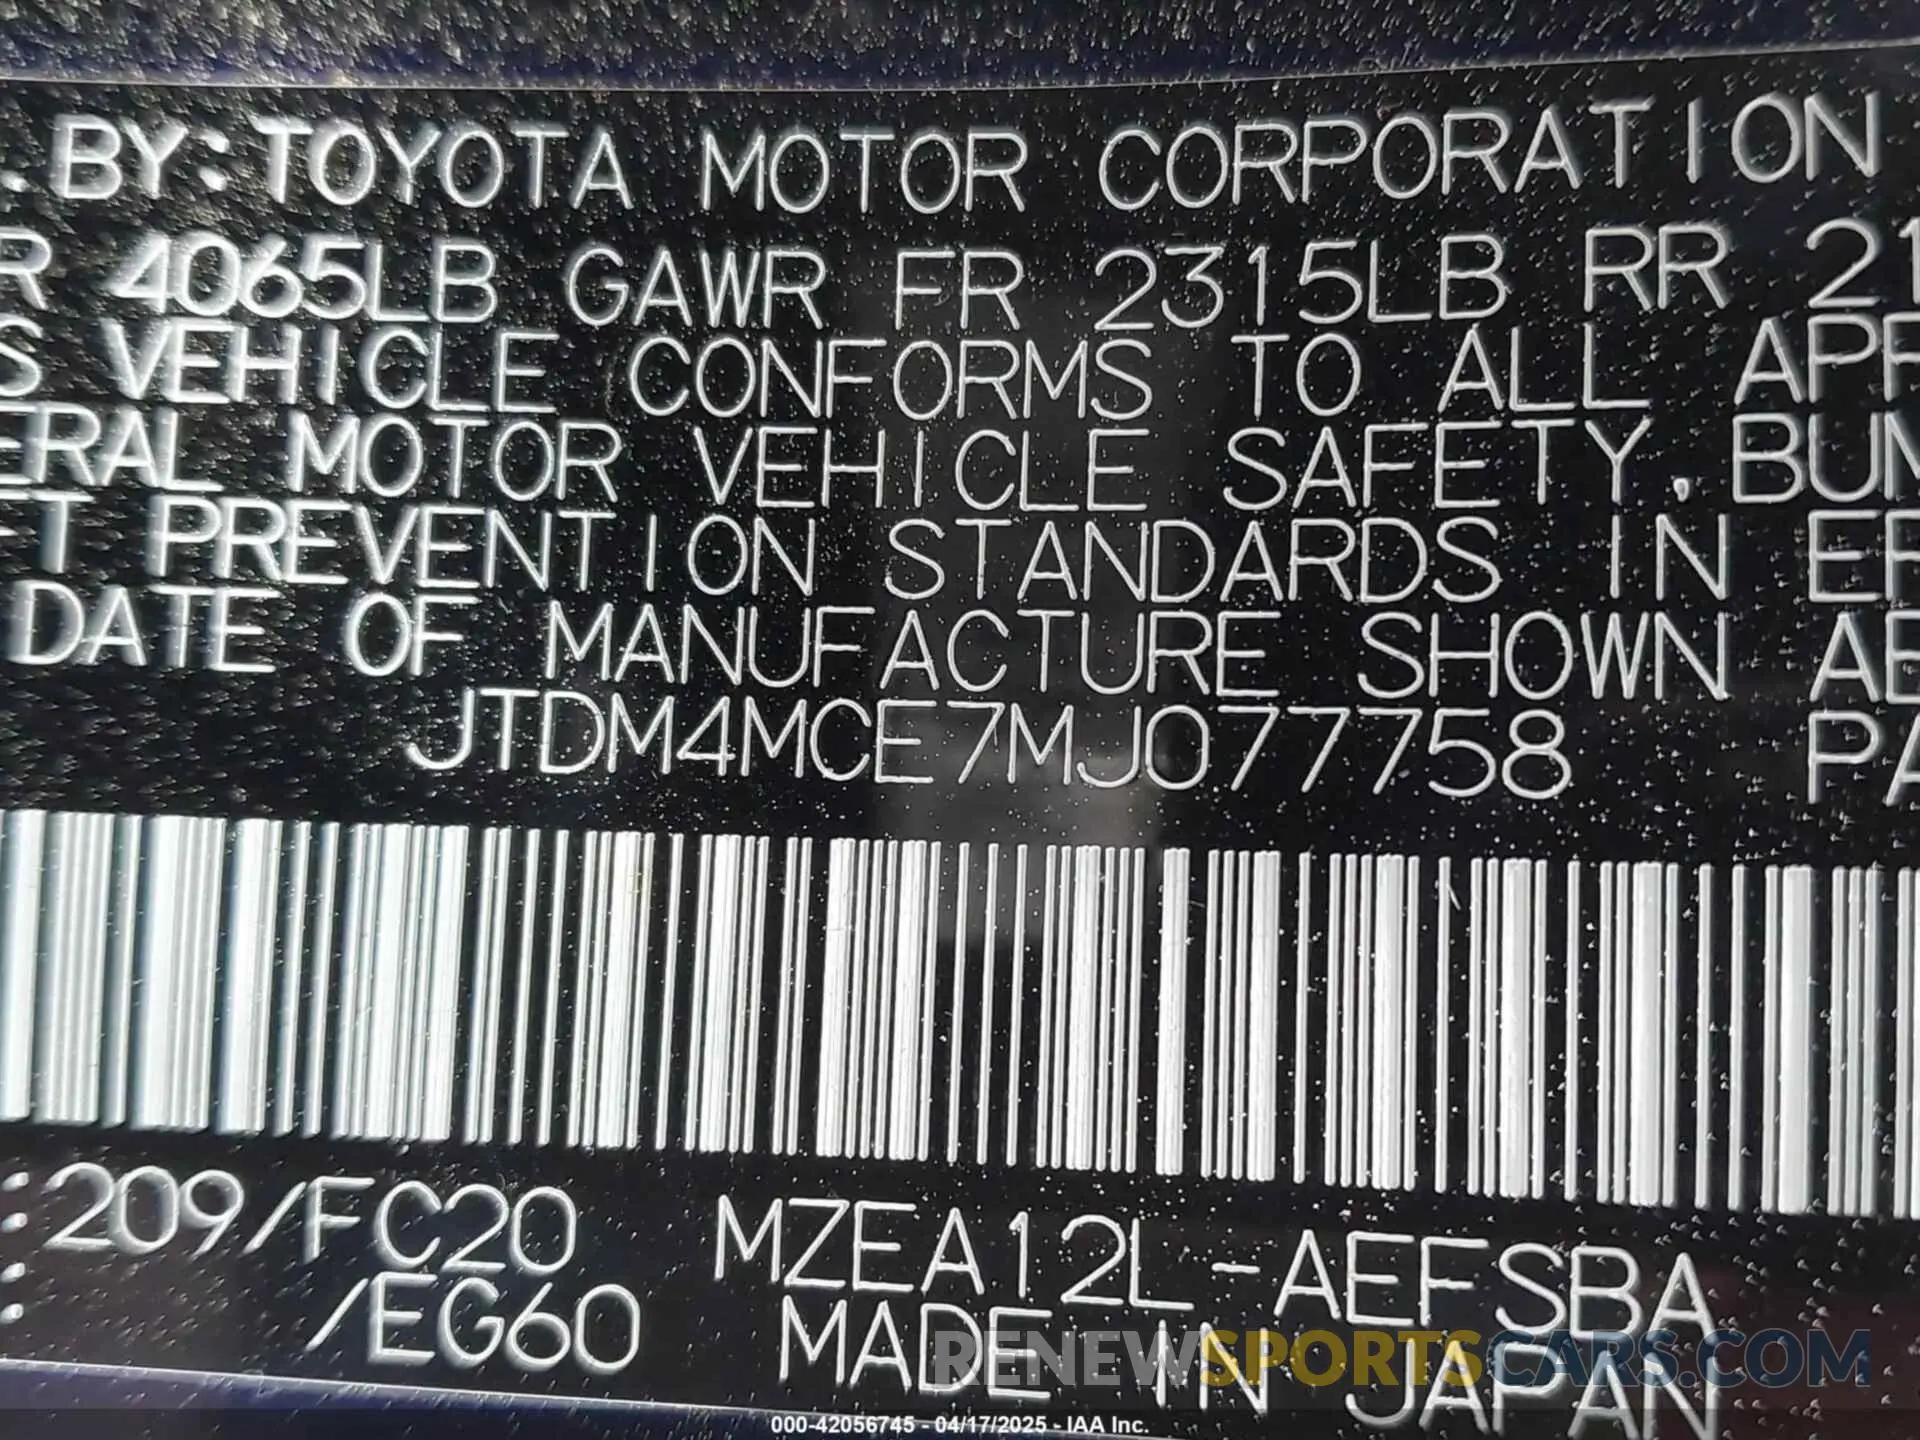 BY:TOYOTA MOTOR CORPORATION
R 4065LB GAWR FR 2315LB RR 21
S VEHICLE CONFORMS TO ALL APP
ERAL MOTOR VEHICLE SAFETY,BUM
FT PREVENTION STANDARDS IN EF
DATE OF MANUFACTURE SHOWN AB
JTDM4MCE7MJ077758 PA
:209/FC20 MZEA12L-AEFSBA
: /EG60 MADE IN JAPAN
RENEWSPORTSCARS.COM
000-42056745 - 04/17/2025 - IAA Inc.